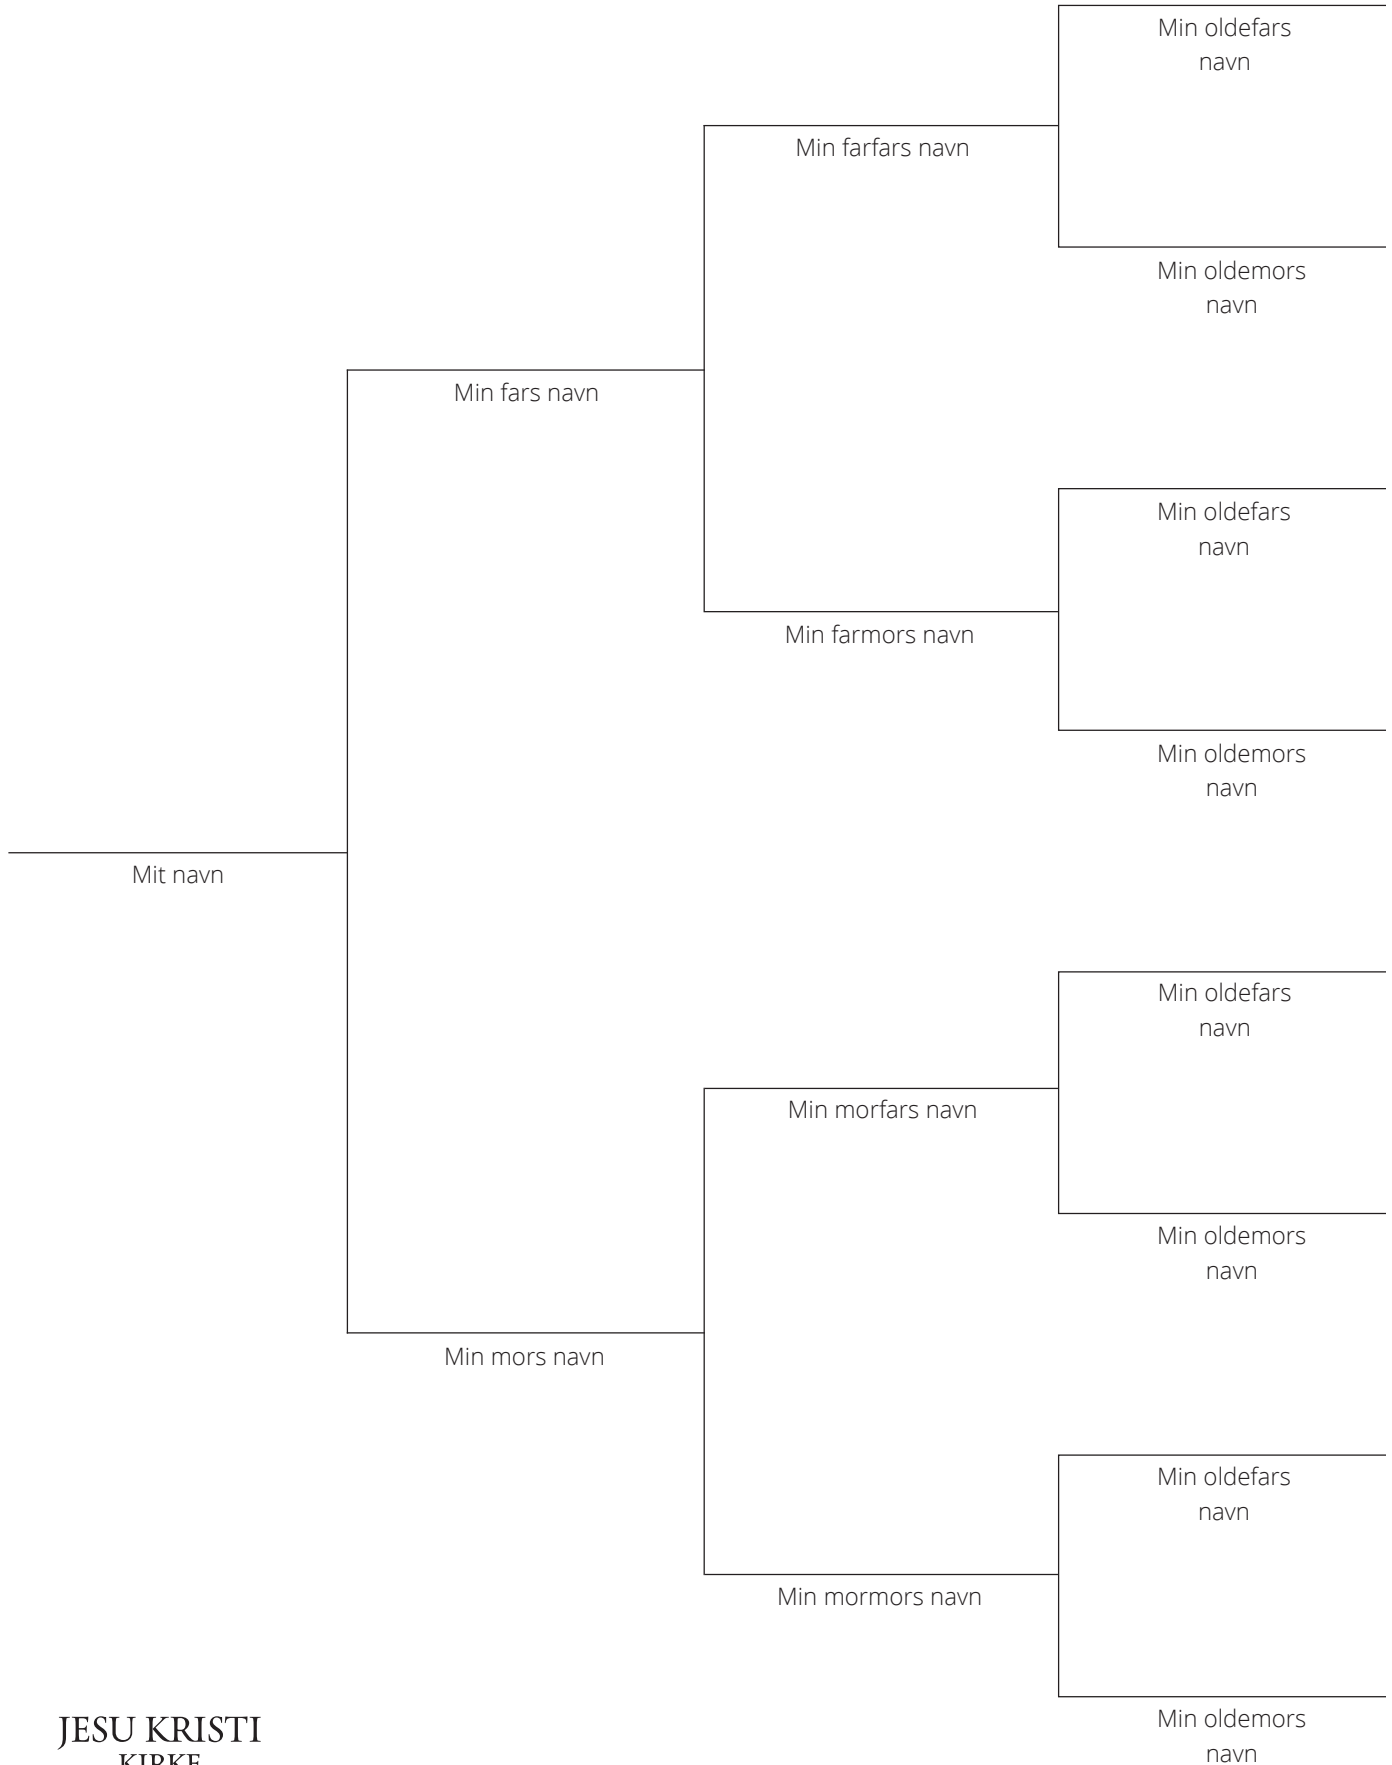 Min oldefars
navn
Min farfars navn
Min oldemors
navn
Min fars navn
Min oldefars
navn
Min farmors navn
Min oldemors
navn
Mit navn
Min oldefars
navn
Min morfars navn
Min oldemors
navn
Min mors navn
Min oldefars
navn
Min mormors navn
Min oldemors
navn
JESU KRISTI
KIRKE